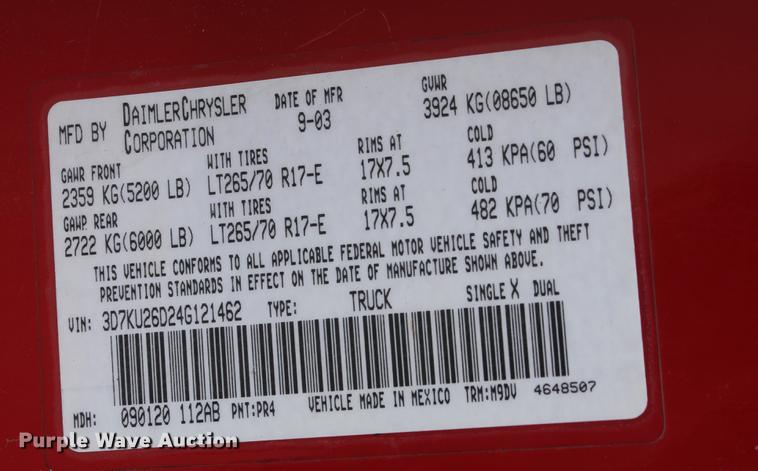 MFD BY DAIMLERCHRYSLER CORPORATION DATE OF MFR 9-03 GVWR 3924 KG(08650 LB)
GAWR FRONT WITH TIRES RIMS AT COLD
2359 KG(5200 LB) LT265/70 R17-E 17X7.5 413 KPA(60 PSI)
GAWR REAR WITH TIRES RIMS AT COLD
2722 KG(6000 LB) LT265/70 R17-E 17X7.5 482 KPA(70 PSI)
THIS VEHICLE CONFORMS TO ALL APPLICABLE FEDERAL MOTOR VEHICLE SAFETY AND THEFT
PREVENTION STANDARDS IN EFFECT ON THE DATE OF MANUFACTURE SHOWN ABOVE.
VIN: 3D7KU26D24G121462 TYPE: TRUCK SINGLE X DUAL
MDH: 090120 112AB PNT:PR4 VEHICLE MADE IN MEXICO TRM:M9DV 4648507
Purple Wave Auction